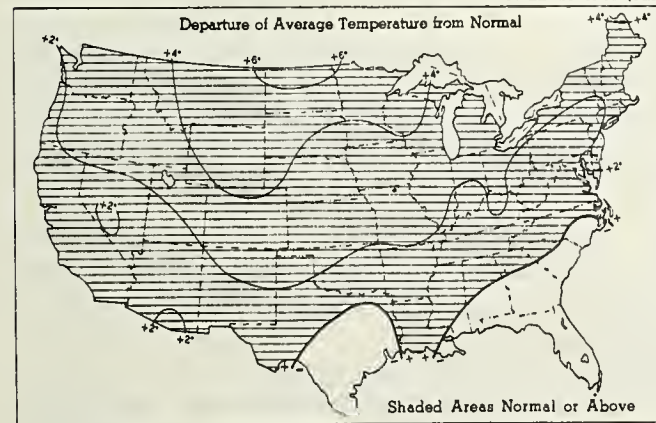 Departure of Average Temperature from Normal
+2° +4° +6° +6° +4° +4° +4°
+2°
+2°
+2° +2°
+ - - + + -
Shaded Areas Normal or Above